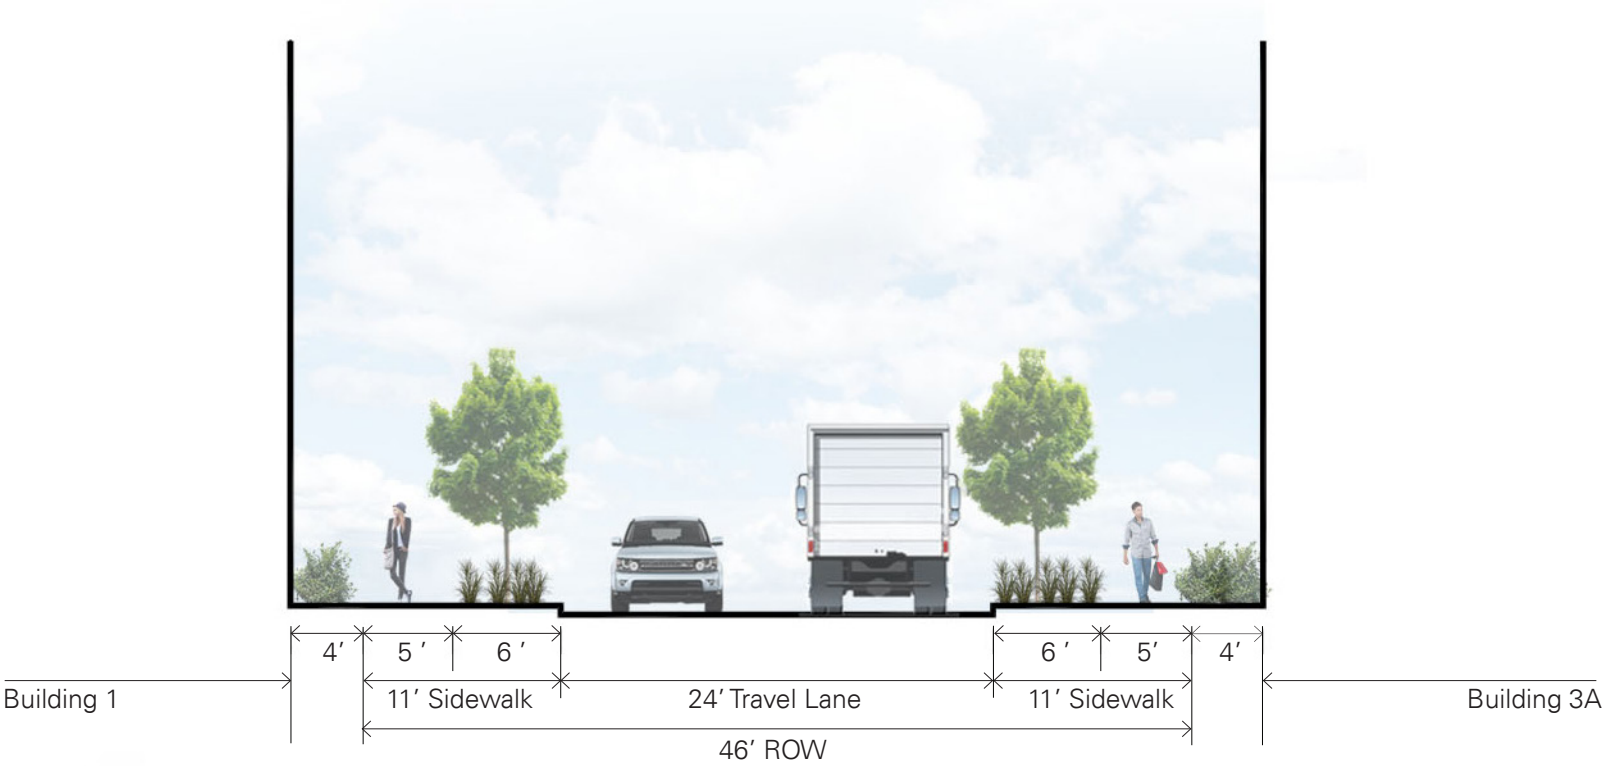 4’ 5 ’ 6 ’ 6 ’ 5’ 4’
Building 1 11’ Sidewalk 24’ Travel Lane 11’ Sidewalk Building 3A
46’ ROW